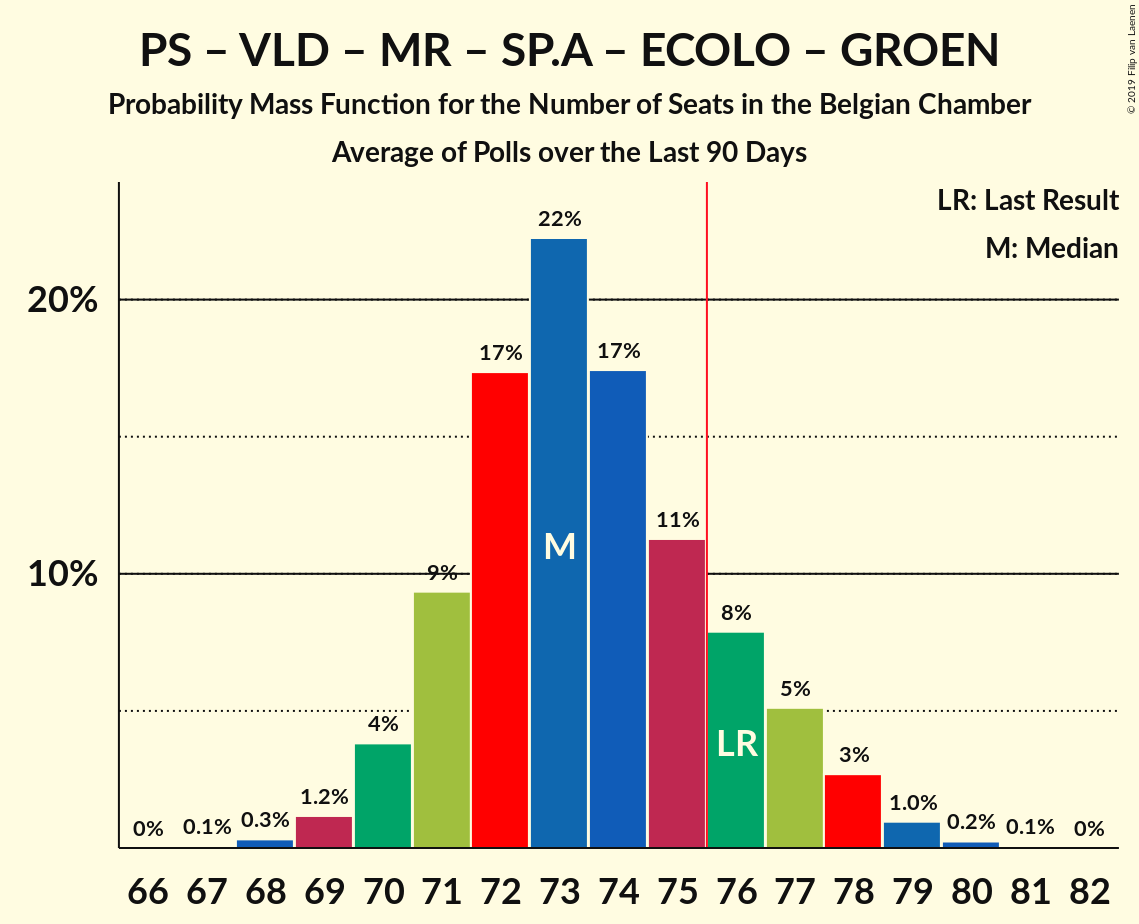 PS – VLD – MR – SP.A – ECOLO – GROEN
Probability Mass Function for the Number of Seats in the Belgian Chamber
Average of Polls over the Last 90 Days
© 2019 Filip van Laenen
LR: Last Result
M: Median
22%
20%
17% 17%
11%
M
10%
9%
8%
5%
LR
4%
3%
1.2%
1.0%
0% 0.1% 0.3% 0.2% 0.1% 0%
66 67 68 69 70 71 72 73 74 75 76 77 78 79 80 81 82